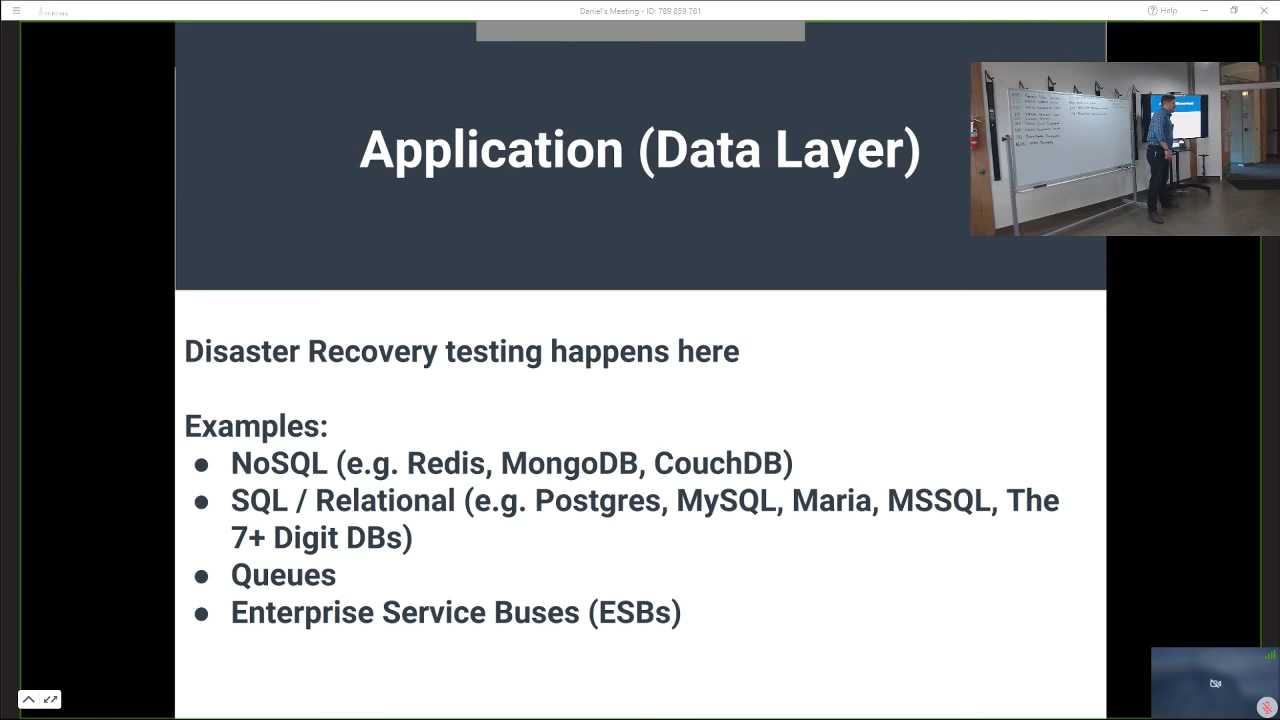 Daniel's Meeting - ID: 789 859 781
Help
Application (Data Layer)
Disaster Recovery testing happens here
Examples:
● NoSQL (e.g. Redis, MongoDB, CouchDB)
● SQL / Relational (e.g. Postgres, MySQL, Maria, MSSQL, The
7+ Digit DBs)
● Queues
● Enterprise Service Buses (ESBs)